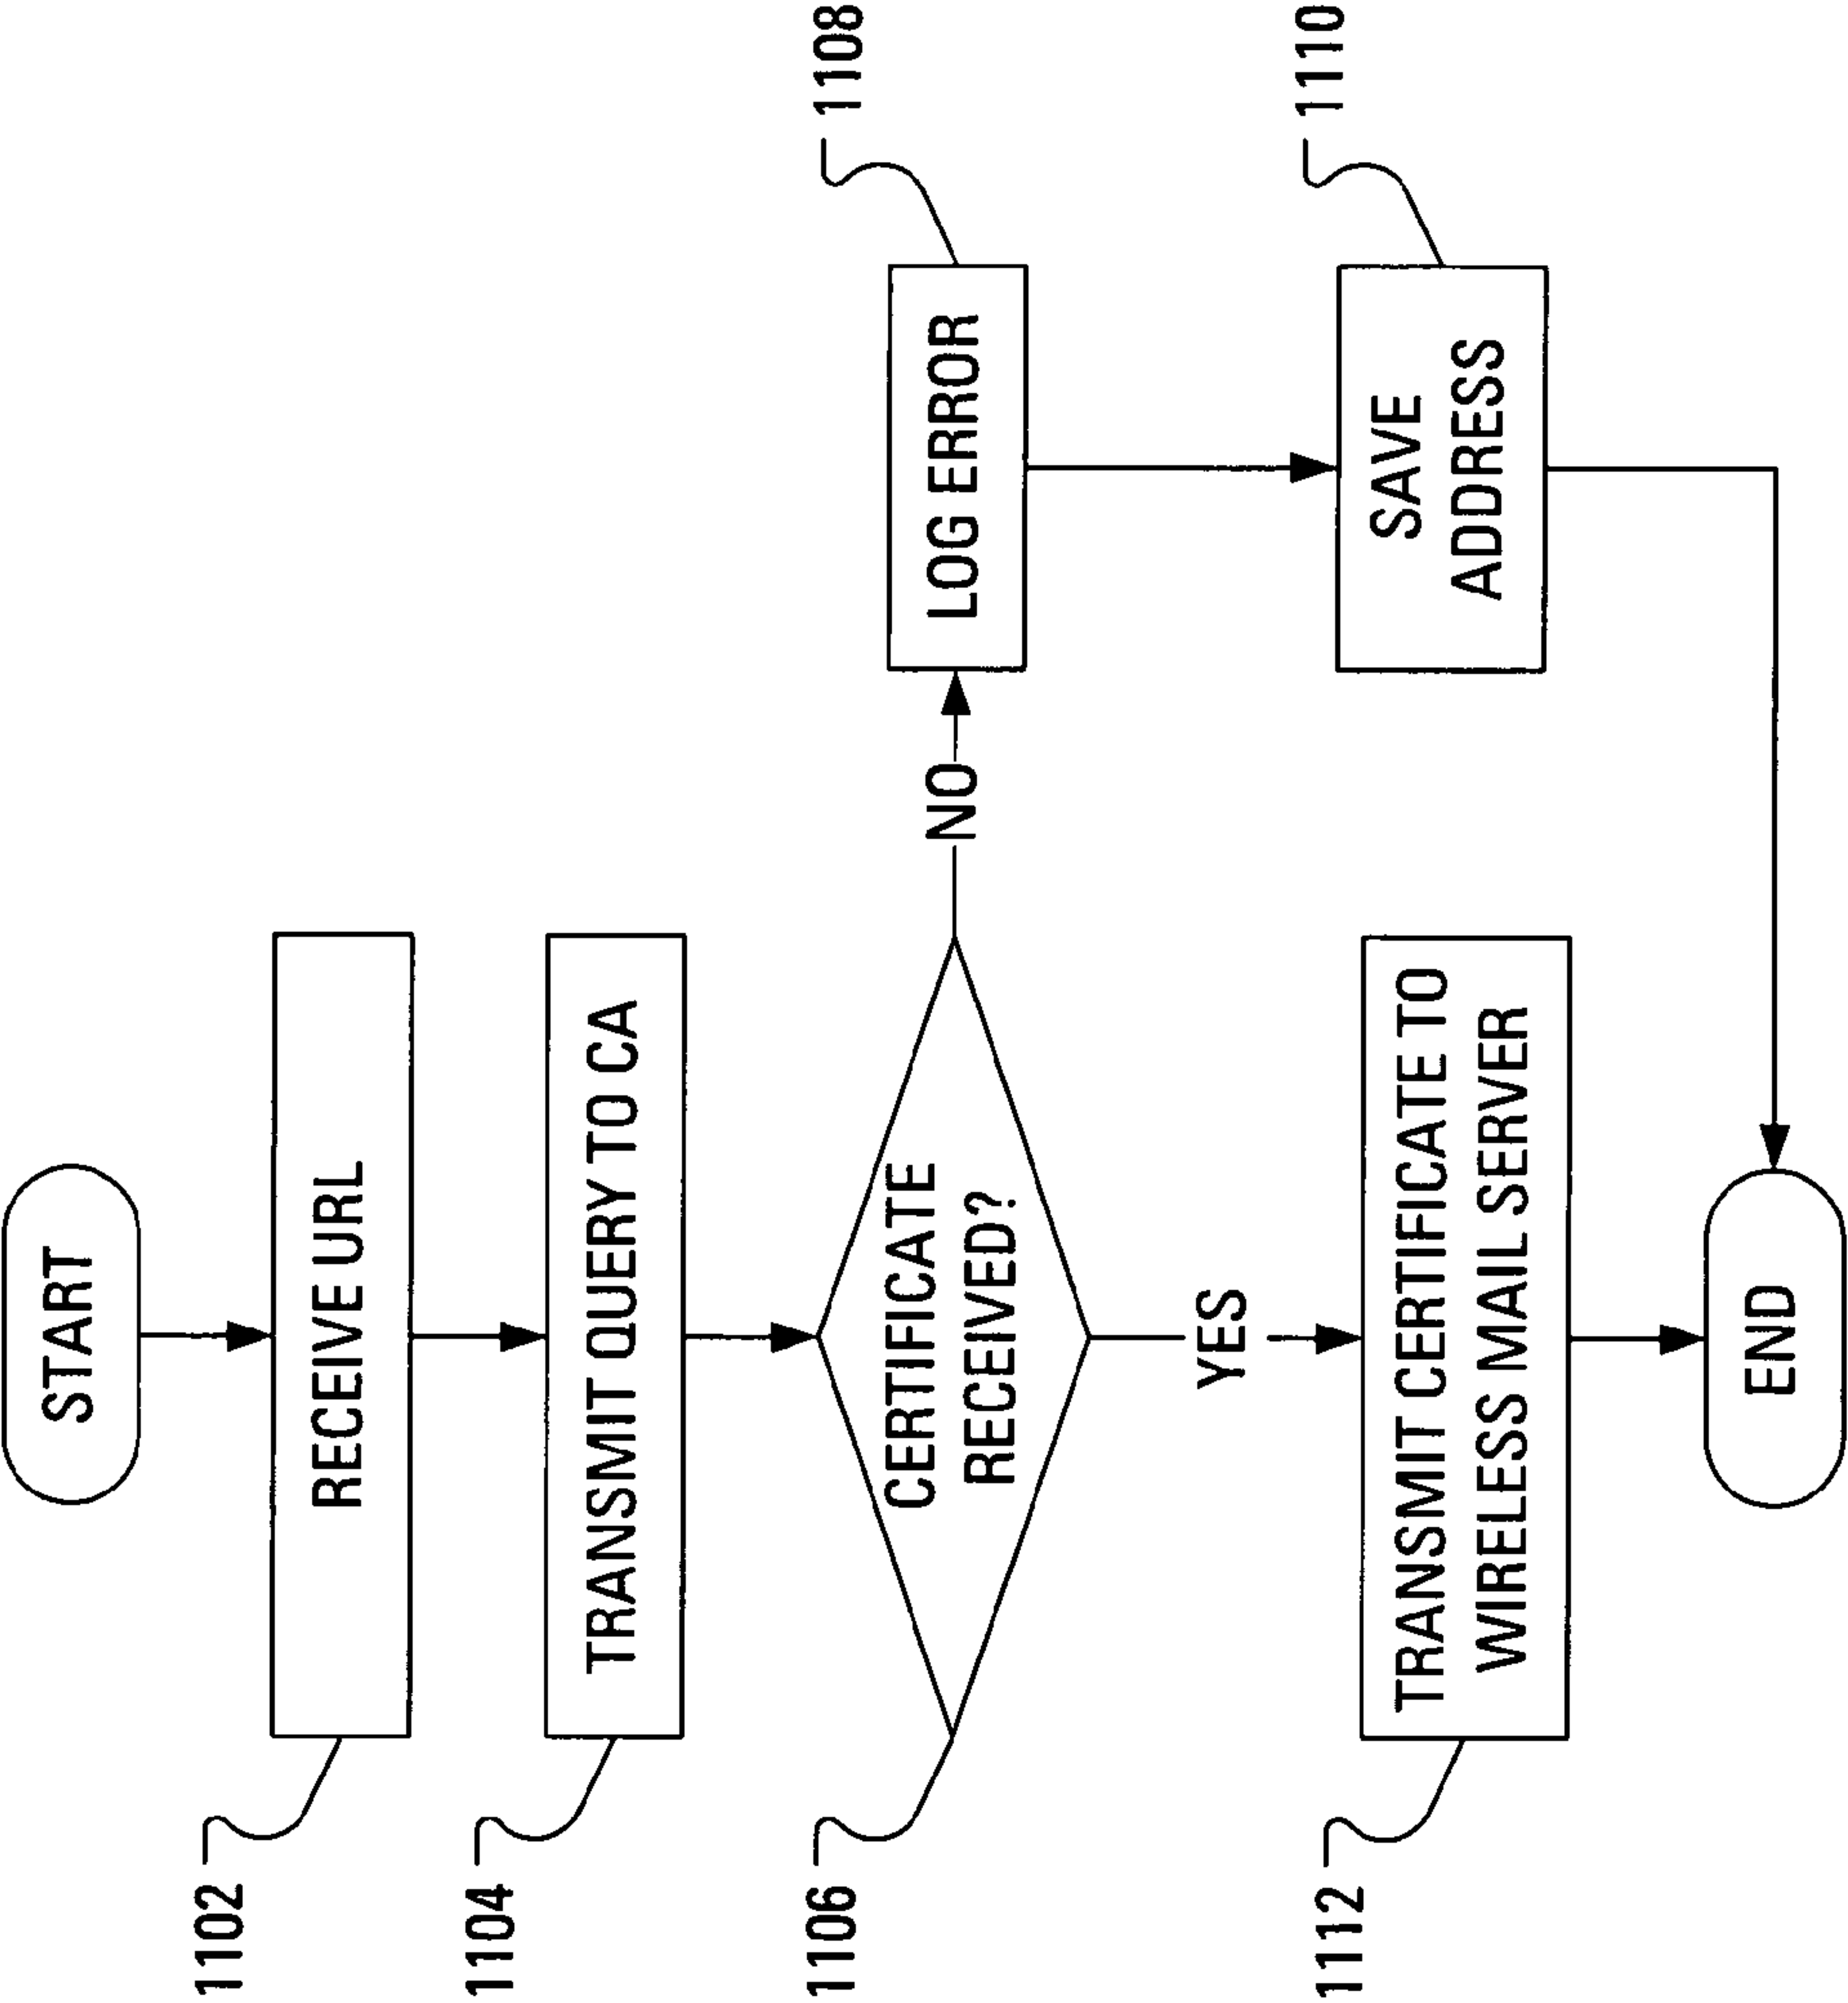 START
1102
RECEIVE URL
1104
TRANSMIT QUERY TO CA
1106
CERTIFICATE
RECEIVED?
NO
LOG ERROR
1108
SAVE
ADDRESS
1110
YES
1112
TRANSMIT CERTIFICATE TO
WIRELESS MAIL SERVER
END